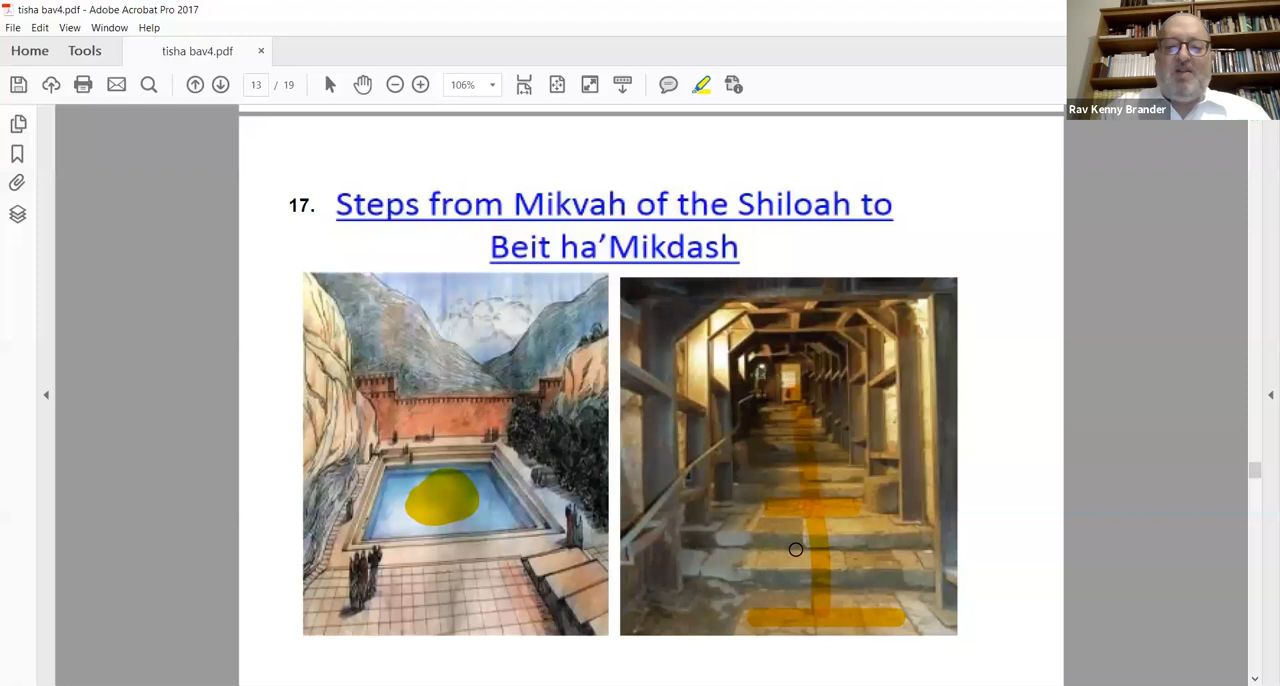 tisha bav4.pdf - Adobe Acrobat Pro 2017
File Edit View Window Help
Home Tools tisha bav4.pdf ×
13 / 19 106%
Rav Kenny Brander
17. Steps from Mikvah of the Shiloah to
Beit ha’Mikdash